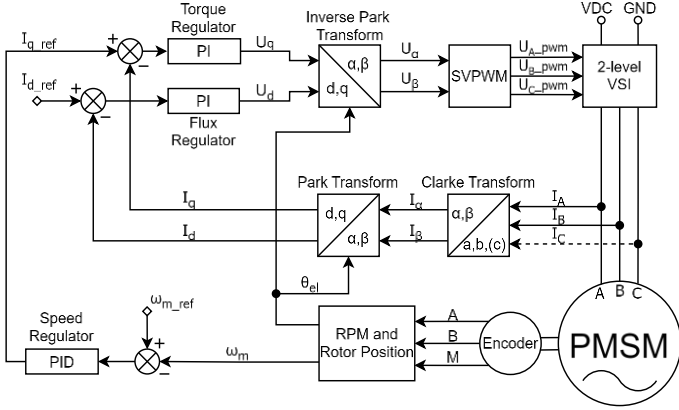 VDC
GND
Torque
Regulator
Inverse Park
Transform
I_q_ref
+
−
PI
U_q
α,β
d,q
U_α
U_β
SVPWM
U_A_pwm
U_B_pwm
U_C_pwm
2-level
VSI
I_d_ref
+
−
PI
U_d
Flux
Regulator
Park Transform
Clarke Transform
I_q
d,q
α,β
I_α
α,β
I_A
I_d
I_β
a,b,(c)
I_B
I_C
θ_el
ω_m_ref
A
B
C
Speed
Regulator
+
−
PID
ω_m
RPM and
Rotor Position
A
B
M
Encoder
PMSM